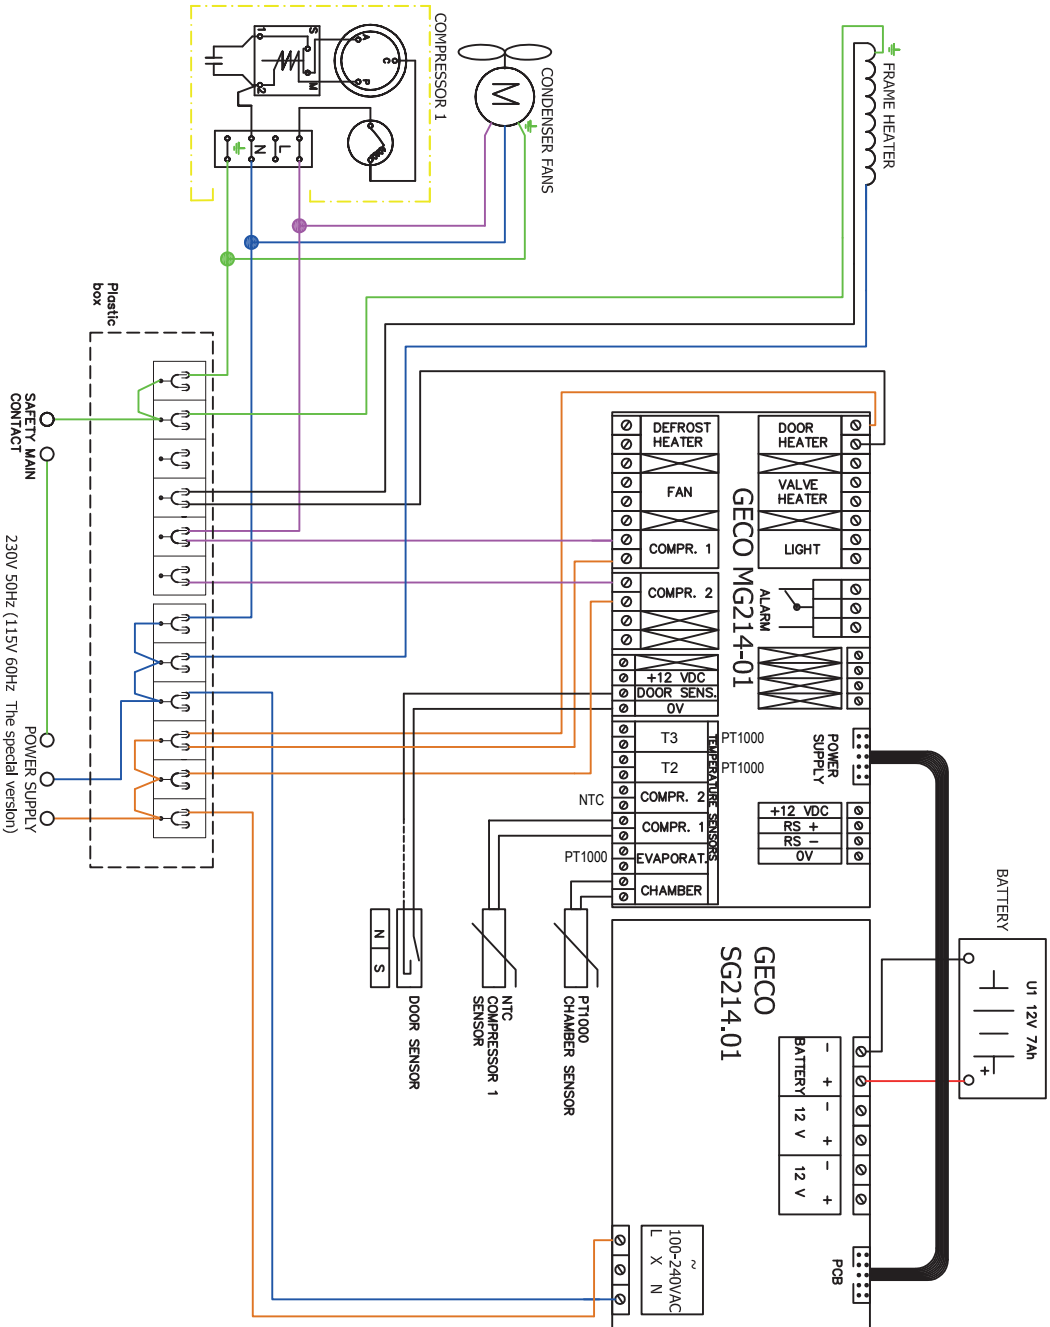 COMPRESSOR 1
1
2
S
M
A
C
P
N
L
CONDENSER FANS
M
FRAME HEATER
Plastic
box
SAFETY MAIN
CONTACT
230V 50Hz (115V 60Hz The special version)
POWER SUPPLY
GECO MG214-01
DEFROST
HEATER
FAN
COMPR. 1
COMPR. 2
+12 VDC
DOOR SENS.
0V
T3
T2
COMPR. 2
COMPR. 1
EVAPORAT.
CHAMBER
TEMPERATURE SENSORS
PT1000
PT1000
NTC
PT1000
DOOR
HEATER
VALVE
HEATER
LIGHT
ALARM
POWER
SUPPLY
+12 VDC
RS +
RS -
0V
BATTERY
U1 12V 7Ah
+
GECO
SG214.01
- +
BATTERY
- +
12 V
- +
12 V
PCB
~
100-240VAC
L X N
N S
DOOR SENSOR
NTC
COMPRESSOR 1
SENSOR
PT1000
CHAMBER SENSOR